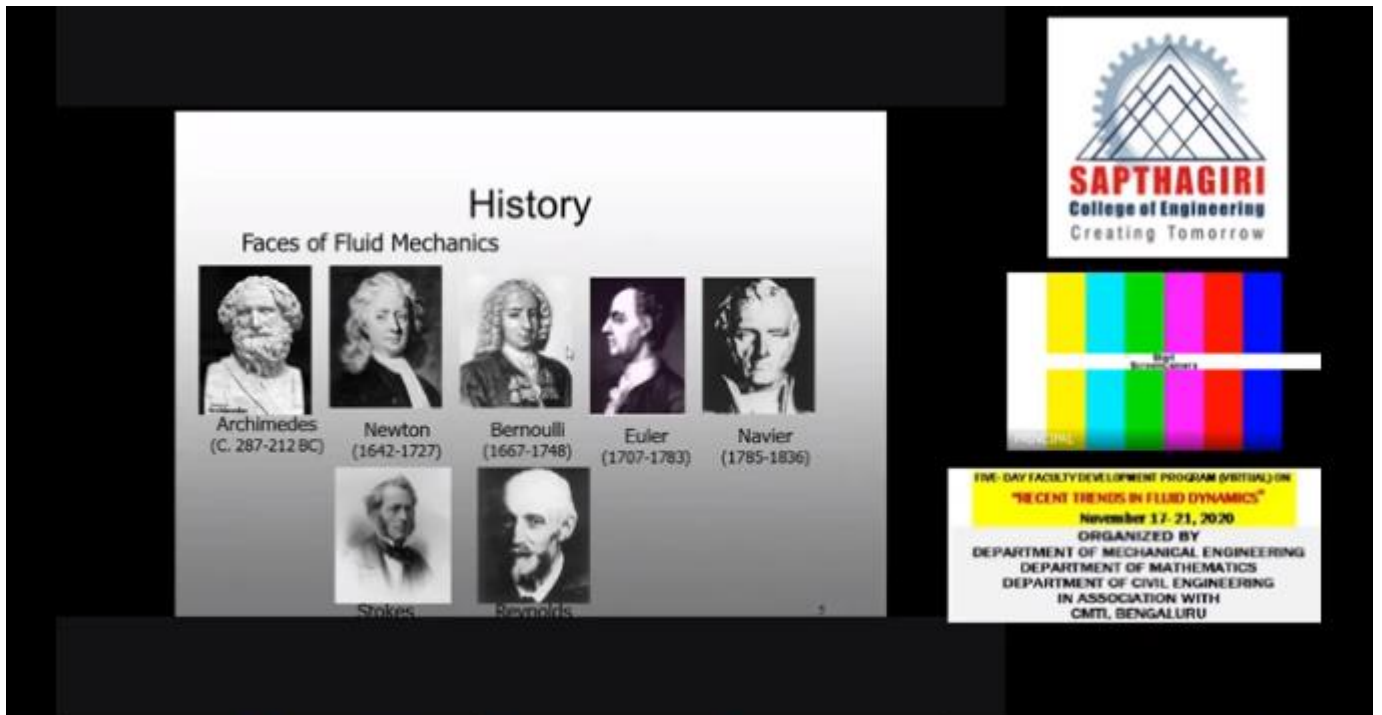 History
Faces of Fluid Mechanics
Archimedes
(C. 287-212 BC)
Newton
(1642-1727)
Bernoulli
(1667-1748)
Euler
(1707-1783)
Navier
(1785-1836)
Stokes
Reynolds
SAPTHAGIRI
College of Engineering
Creating Tomorrow
PRINCIPAL
FIVE- DAY FACULTY DEVELOPMENT PROGRAM (VIRTUAL) ON
"RECENT TRENDS IN FLUID DYNAMICS"
November 17- 21, 2020
ORGANIZED BY
DEPARTMENT OF MECHANICAL ENGINEERING
DEPARTMENT OF MATHEMATICS
DEPARTMENT OF CIVIL ENGINEERING
IN ASSOCIATION WITH
CMTI, BENGALURU